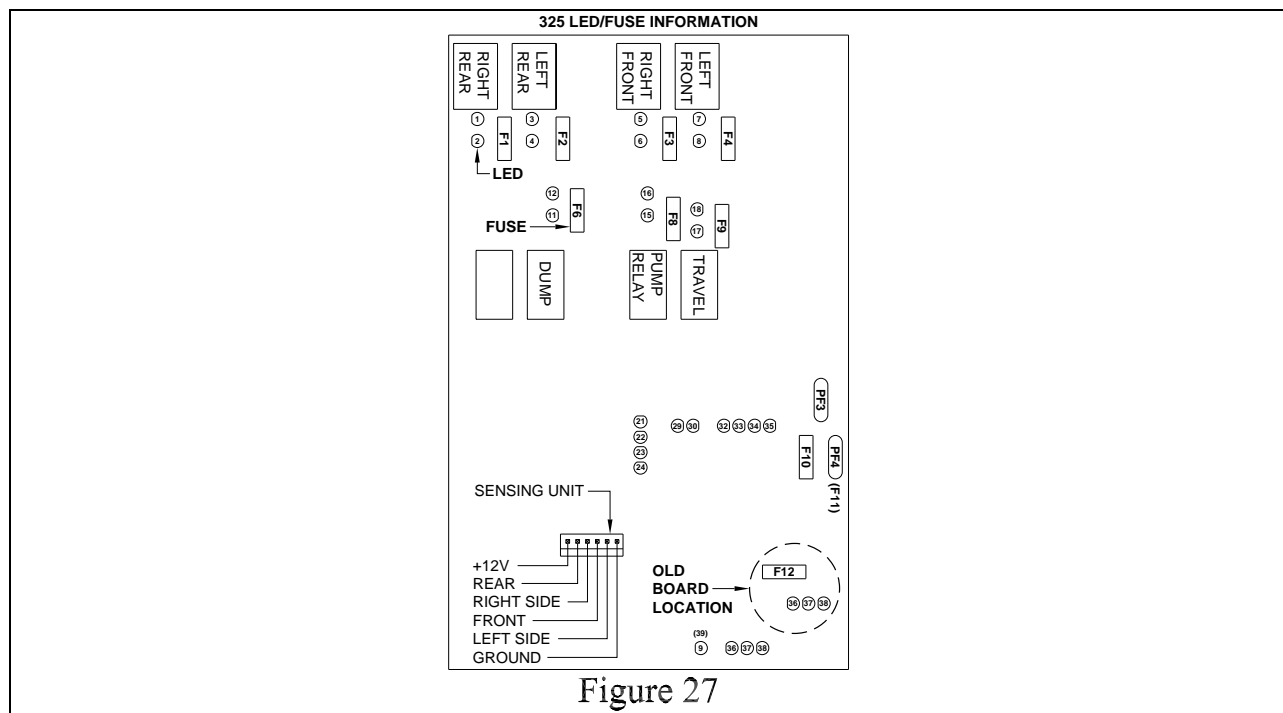 325 LED/FUSE INFORMATION
RIGHT
REAR
LEFT
REAR
RIGHT
FRONT
LEFT
FRONT
1
3
5
7
2
4
6
8
F1
F2
F3
F4
LED
12
11
F6
16
15
F8
18
17
F9
FUSE
DUMP
PUMP
RELAY
TRAVEL
PF3
21
22
23
24
29 30 32 33 34 35
F10
PF4
(F11)
SENSING UNIT
+12V
REAR
RIGHT SIDE
FRONT
LEFT SIDE
GROUND
OLD
BOARD
LOCATION
F12
36 37 38
(39)
9 36 37 38
Figure 27